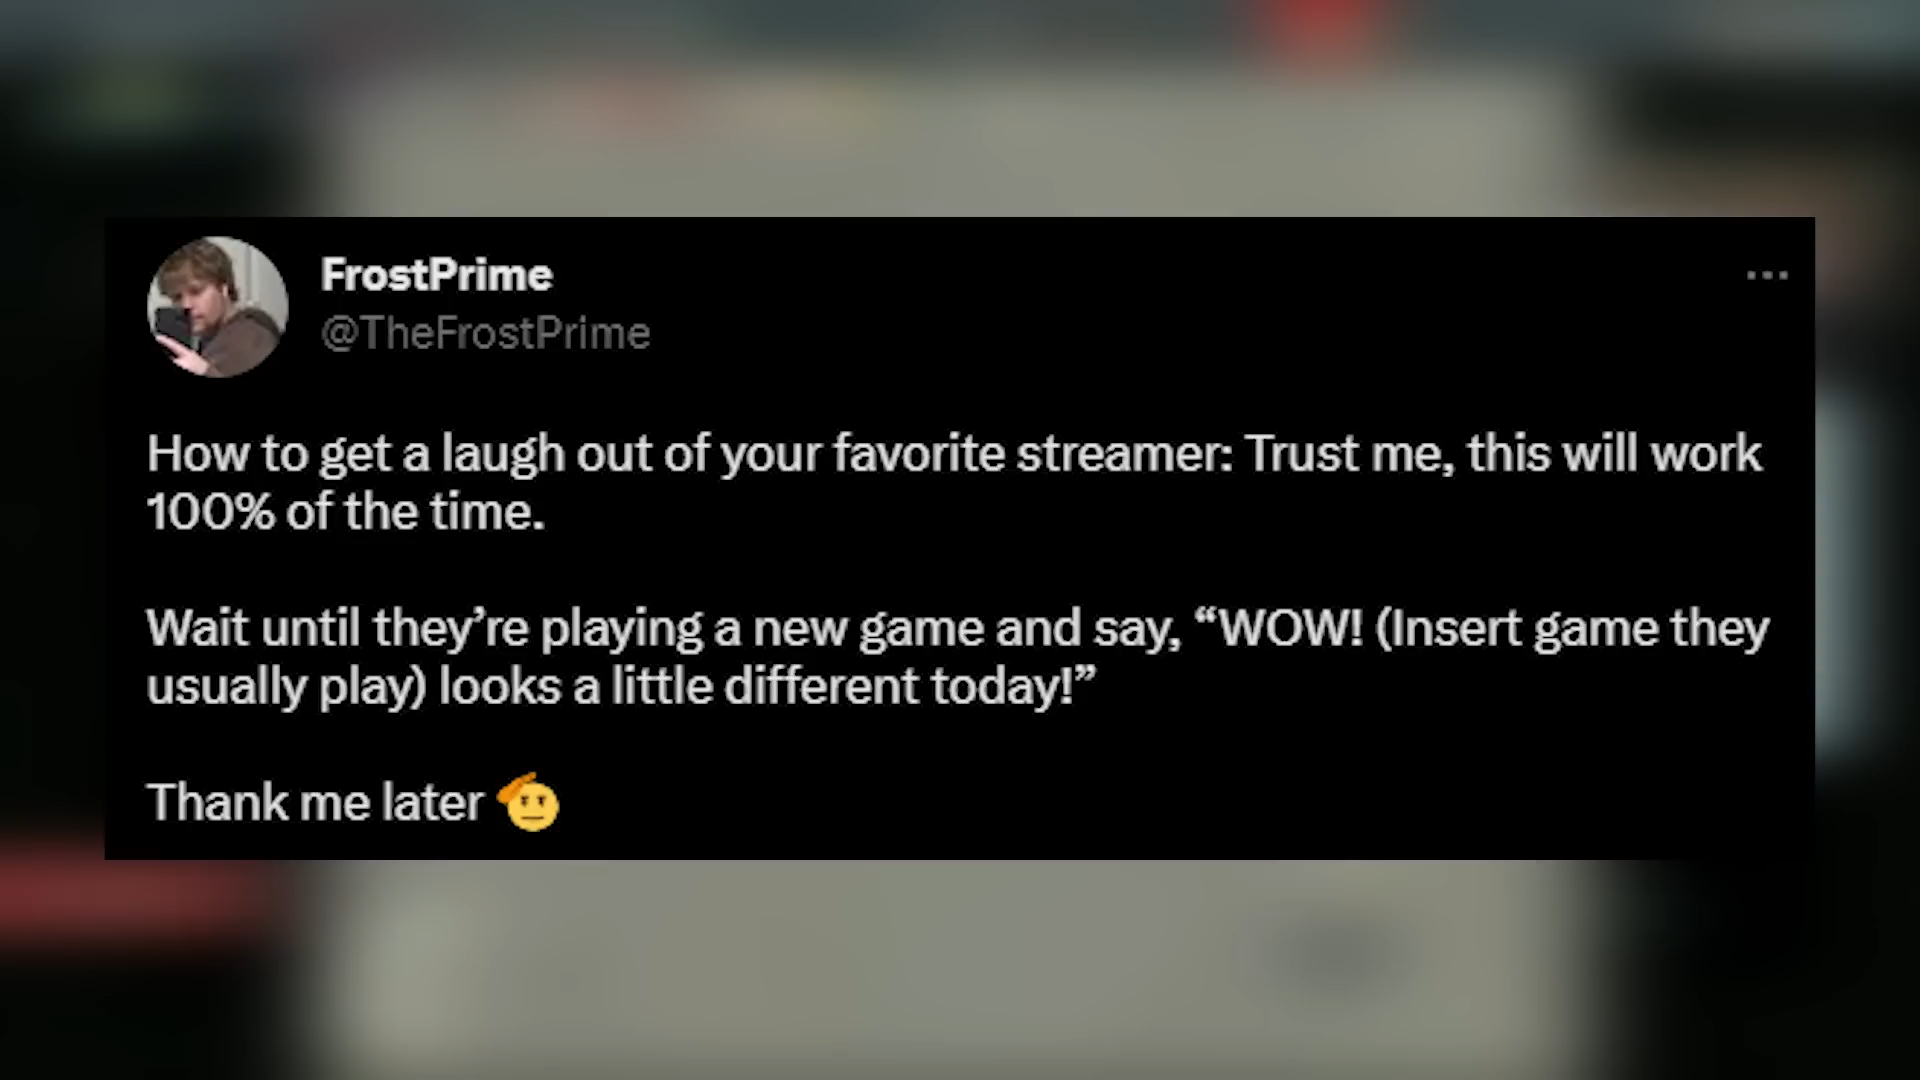 FrostPrime
@TheFrostPrime
How to get a laugh out of your favorite streamer: Trust me, this will work
100% of the time.
Wait until they’re playing a new game and say, “WOW! (Insert game they
usually play) looks a little different today!”
Thank me later 🫡